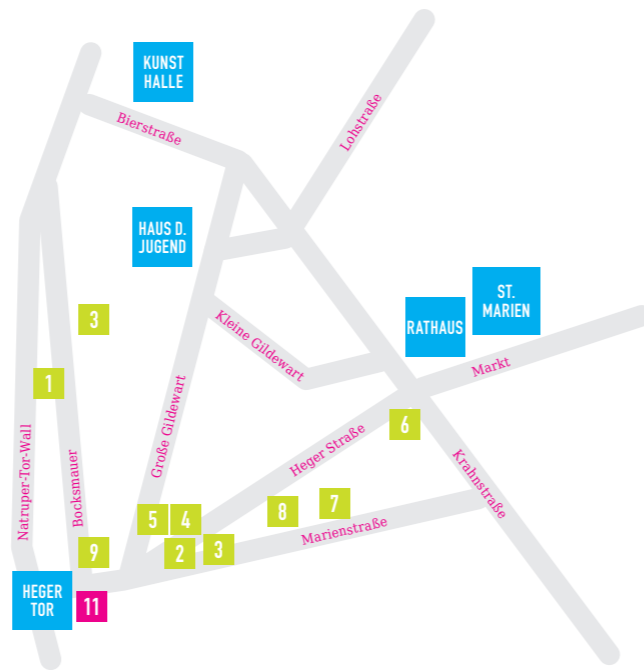 KUNST
HALLE
Bierstraße
Lohstraße
HAUS D.
JUGEND
ST.
MARIEN
RATHAUS
3
Kleine Gildewart
Markt
1
Große Gildewart
6
Heger Straße
Krahnstraße
Natruper-Tor-Wall
Bocksmauer
7
8
5
4
Marienstraße
9
2
3
HEGER
TOR
11